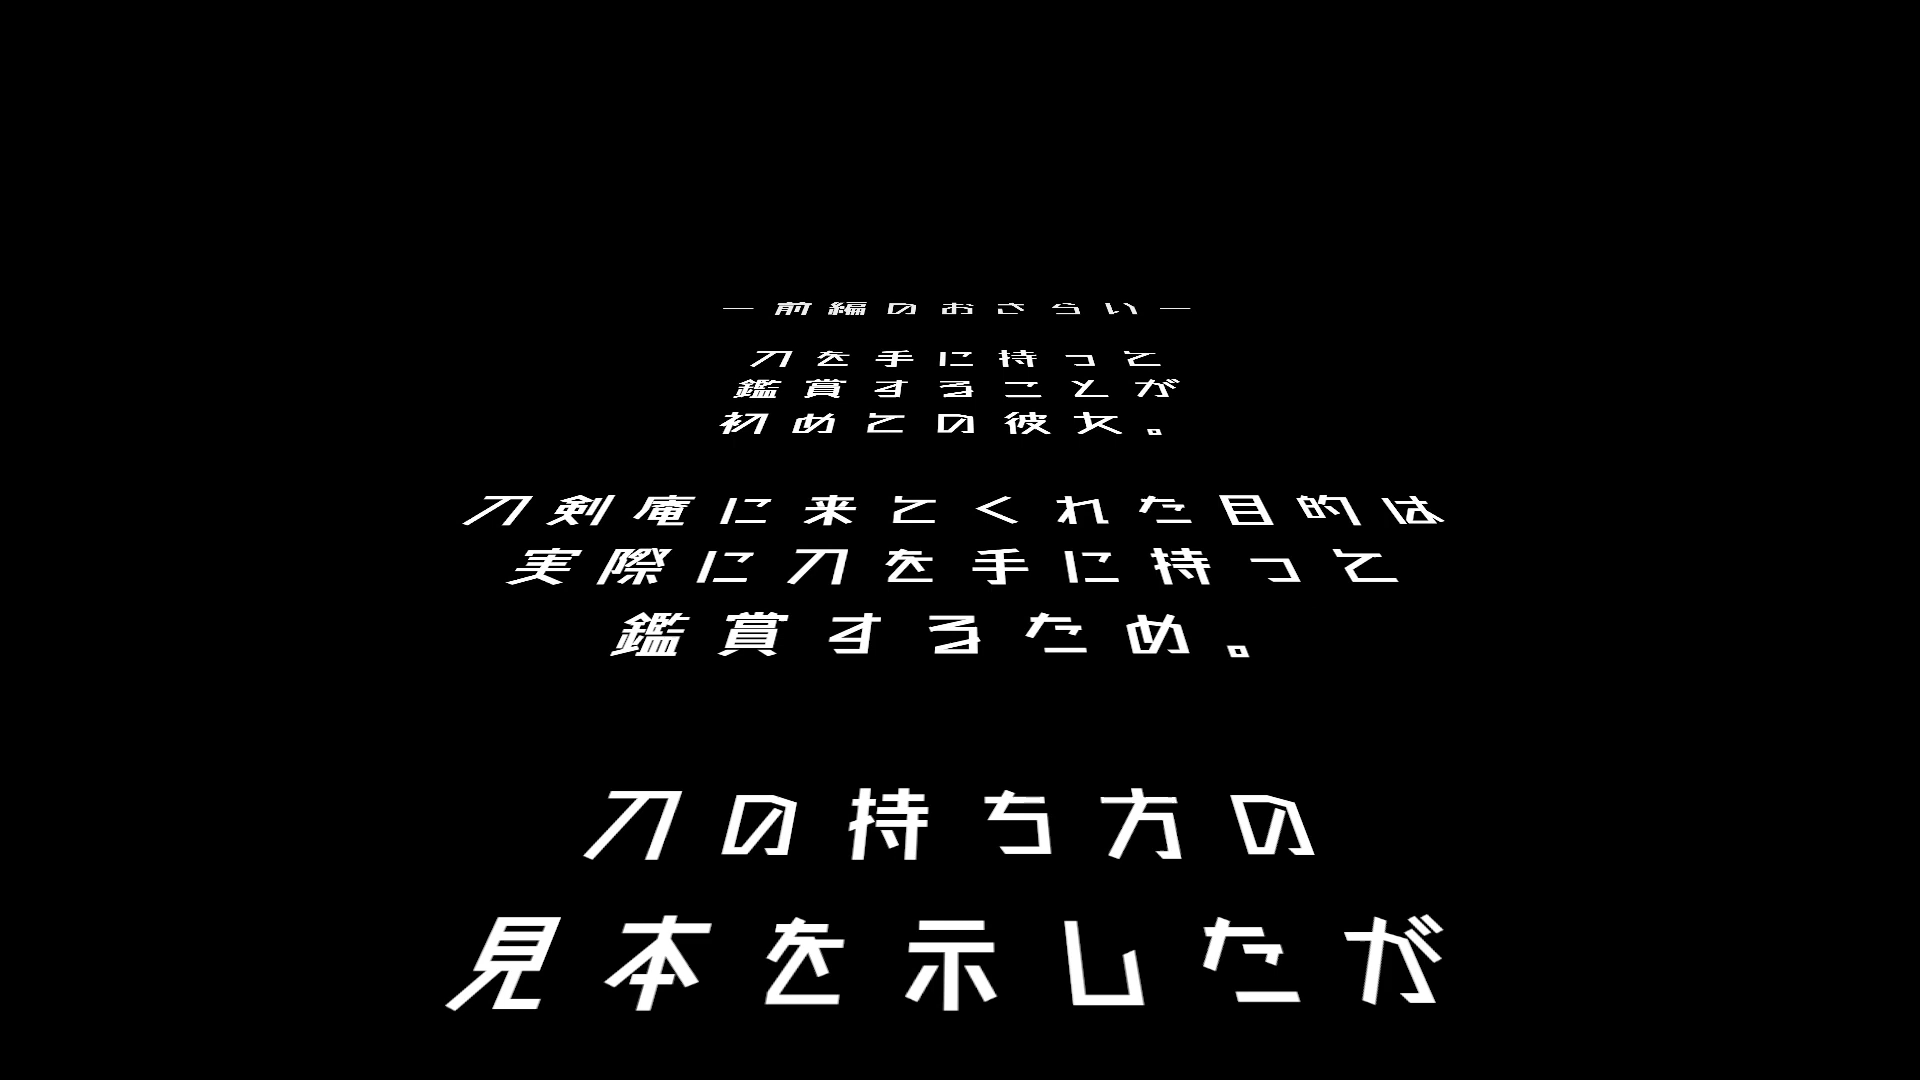 －前編のおさらい－
刀を手に持って
鑑賞することが
初めての彼女。
刀剣庵に来てくれた目的は
実際に刀を手に持って
鑑賞するため。
刀の持ち方の
見本を示したが